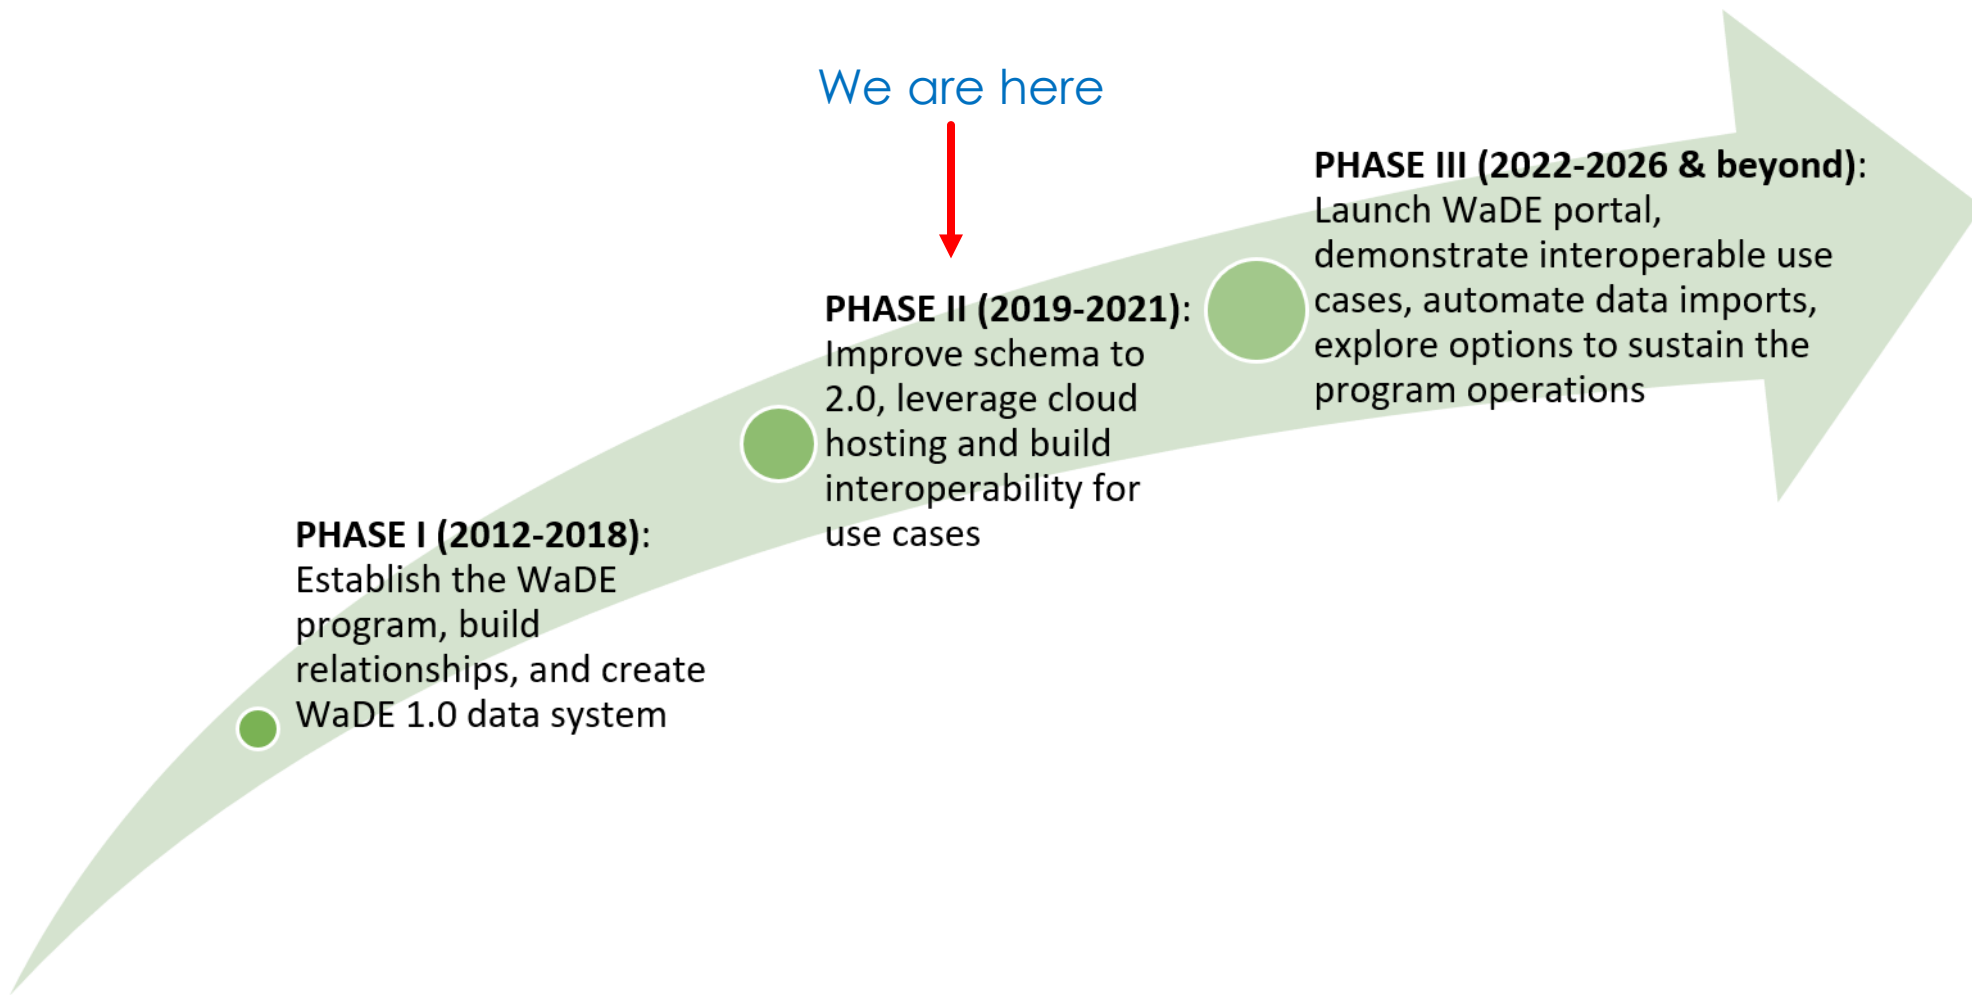 We are here
PHASE I (2012-2018):
Establish the WaDE
program, build
relationships, and create
WaDE 1.0 data system
PHASE II (2019-2021):
Improve schema to
2.0, leverage cloud
hosting and build
interoperability for
use cases
PHASE III (2022-2026 & beyond):
Launch WaDE portal,
demonstrate interoperable use
cases, automate data imports,
explore options to sustain the
program operations